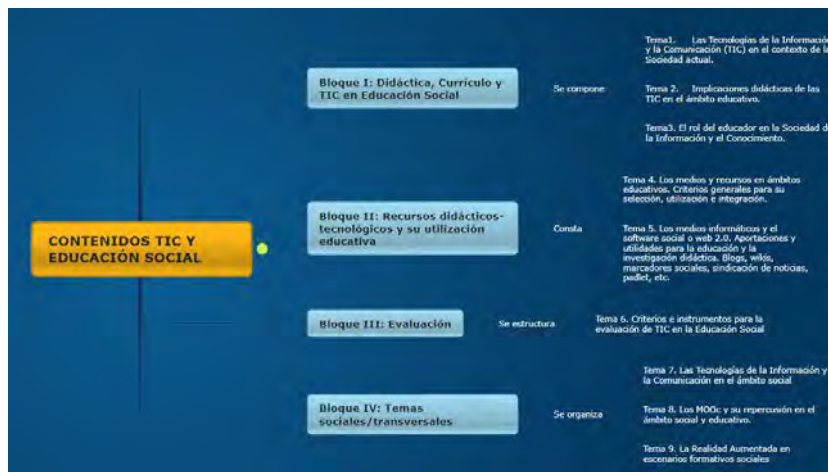 CONTENIDOS TIC Y
EDUCACIÓN SOCIAL
Bloque I: Didáctica, Currículo y
TIC en Educación Social
Se compone
Tema1. Las Tecnologías de la Información
y la Comunicación (TIC) en el contexto de la
Sociedad actual.
Tema 2. Implicaciones didácticas de las
TIC en el ámbito educativo.
Tema3. El rol del educador en la Sociedad de
la Información y el Conocimiento.
Bloque II: Recursos didácticos-
tecnológicos y su utilización
educativa
Consta
Tema 4. Los medios y recursos en ámbitos
educativos. Criterios generales para su
selección, utilización e integración.
Tema 5. Los medios informáticos y el
software social o web 2.0. Aportaciones y
utilidades para la educación y la
investigación didáctica. Blogs, wikis,
marcadores sociales, sindicación de noticias,
padlet, etc.
Bloque III: Evaluación
Se estructura
Tema 6. Criterios e instrumentos para la
evaluación de TIC en la Educación Social
Bloque IV: Temas
sociales/transversales
Se organiza
Tema 7. Las Tecnologías de la Información y
la Comunicación en el ámbito social
Tema 8. Los MOOc y su repercusión en el
ámbito social y educativo.
Tema 9. La Realidad Aumentada en
escenarios formativos sociales